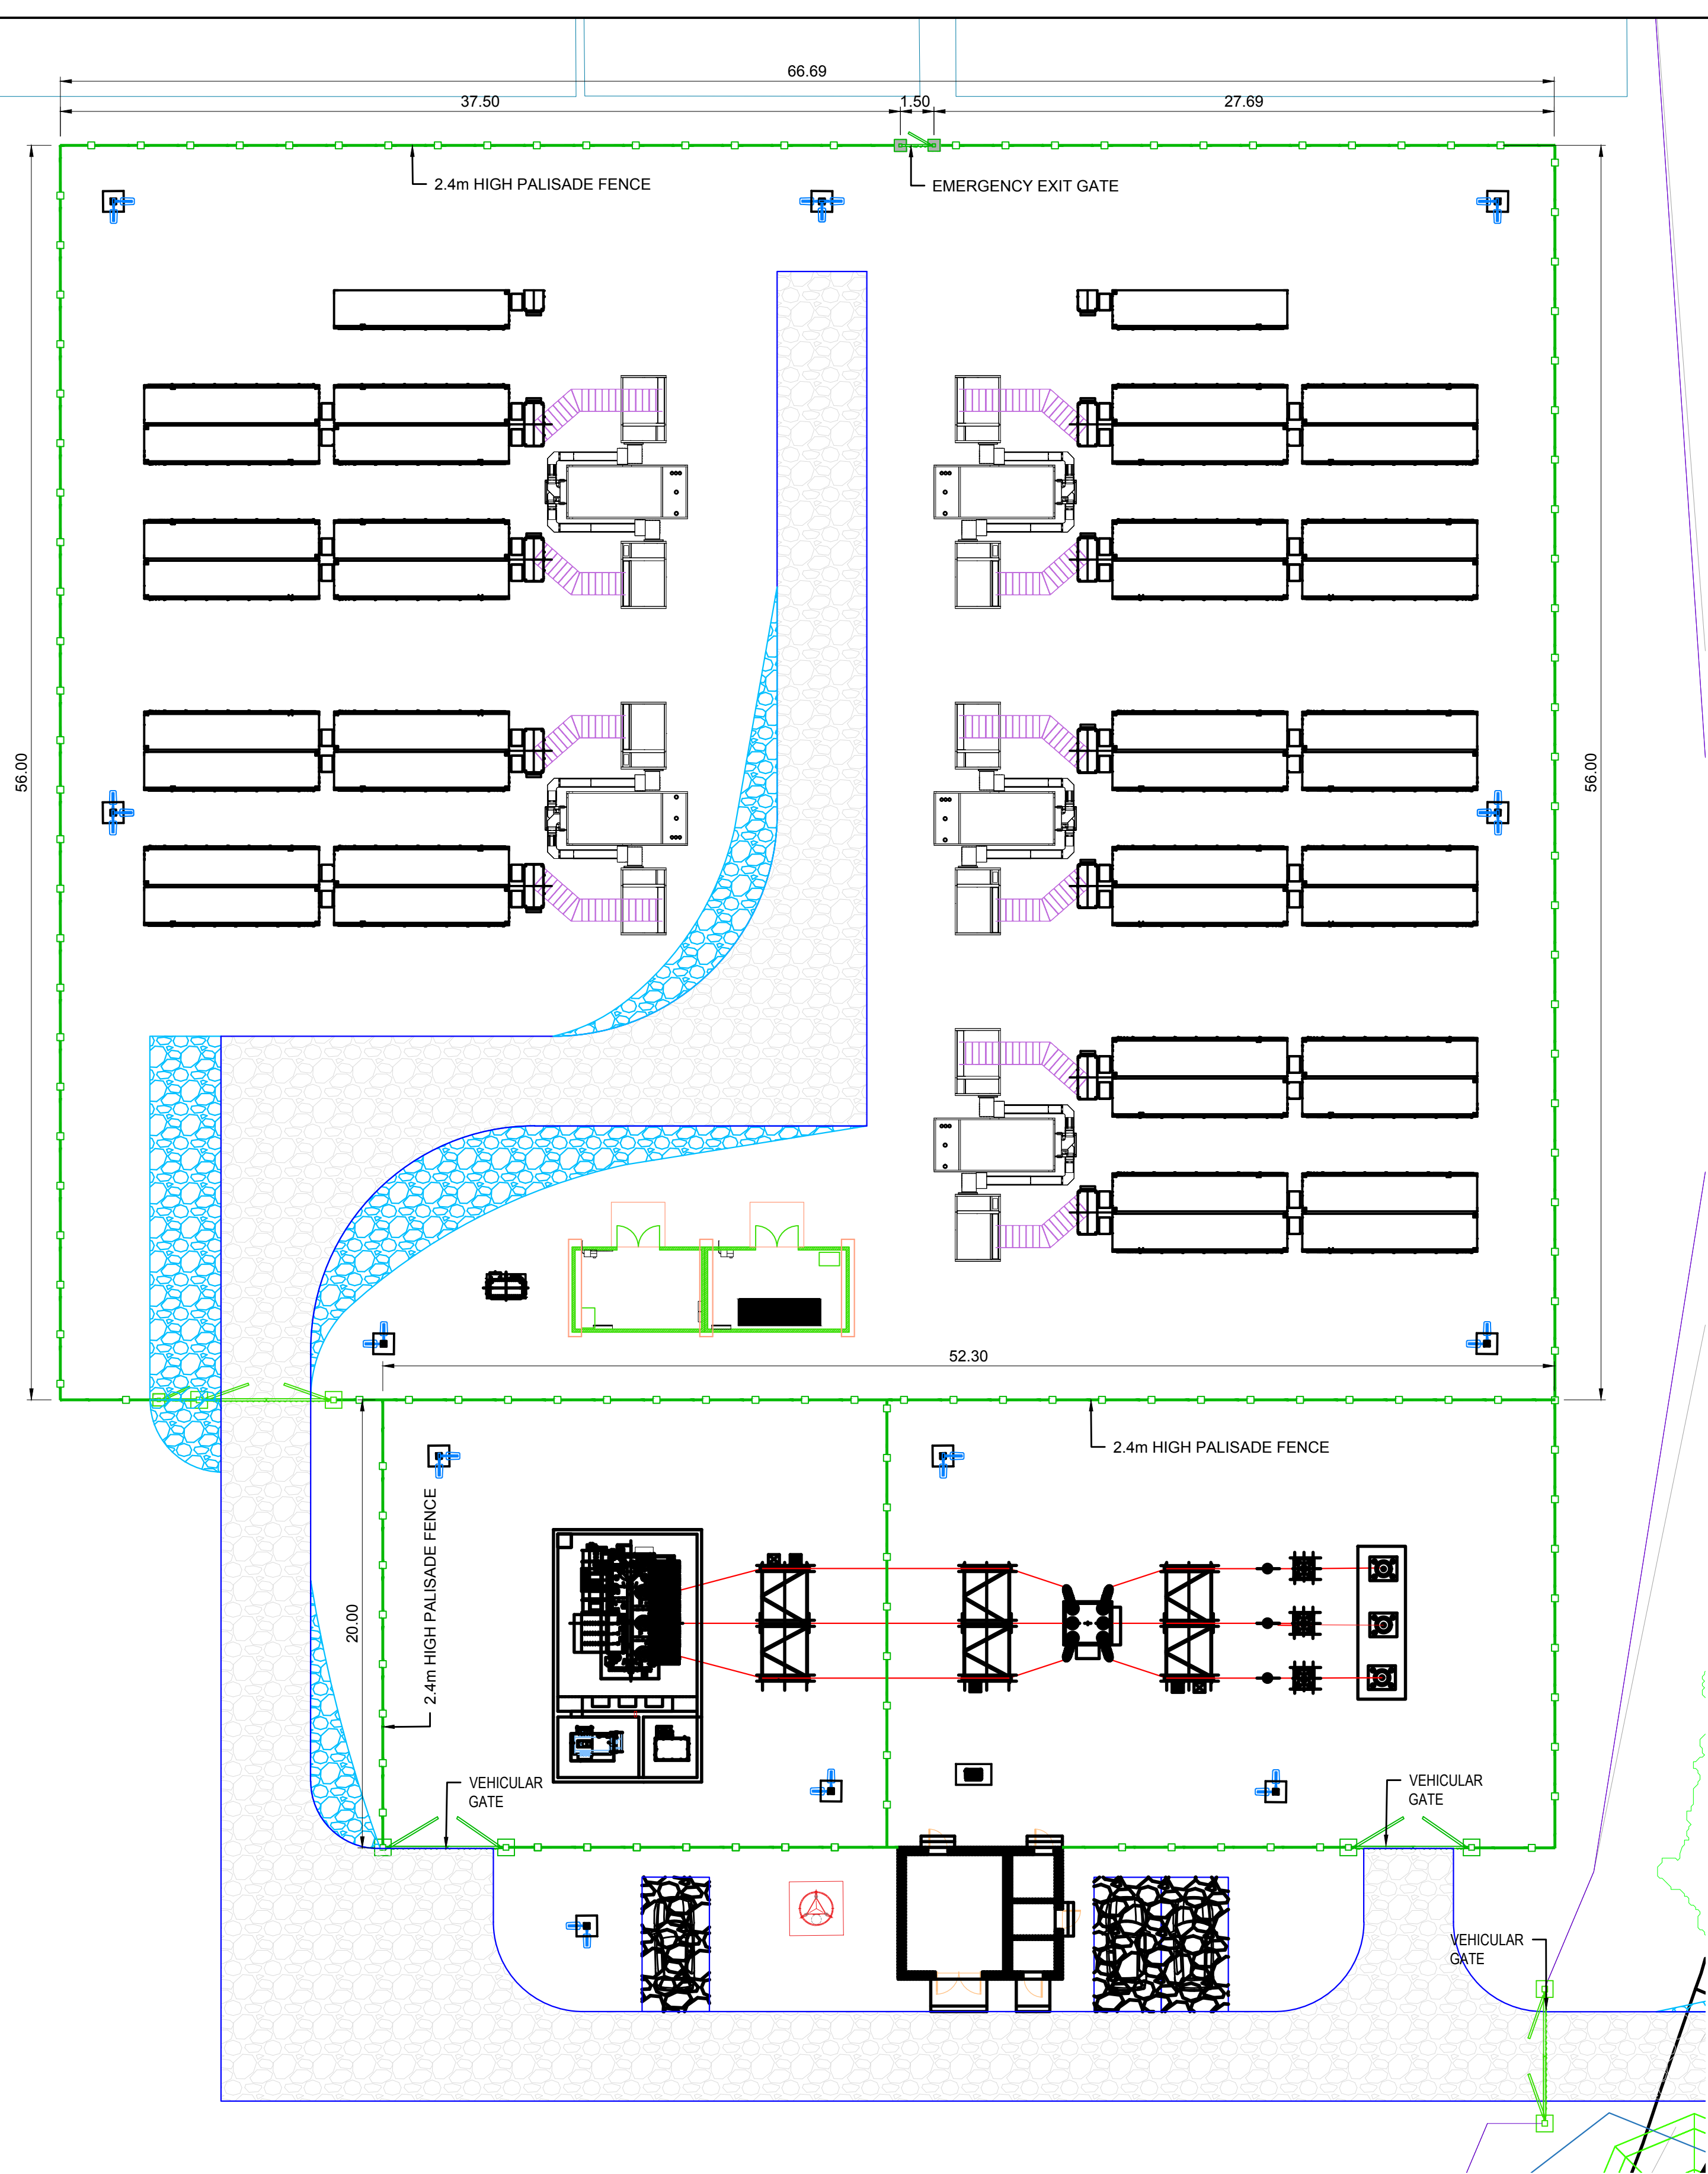 66.69
37.50
1.50
27.69
2.4m HIGH PALISADE FENCE
EMERGENCY EXIT GATE
56.00
56.00
52.30
2.4m HIGH PALISADE FENCE
2.4m HIGH PALISADE FENCE
20.00
VEHICULAR
GATE
VEHICULAR
GATE
VEHICULAR
GATE